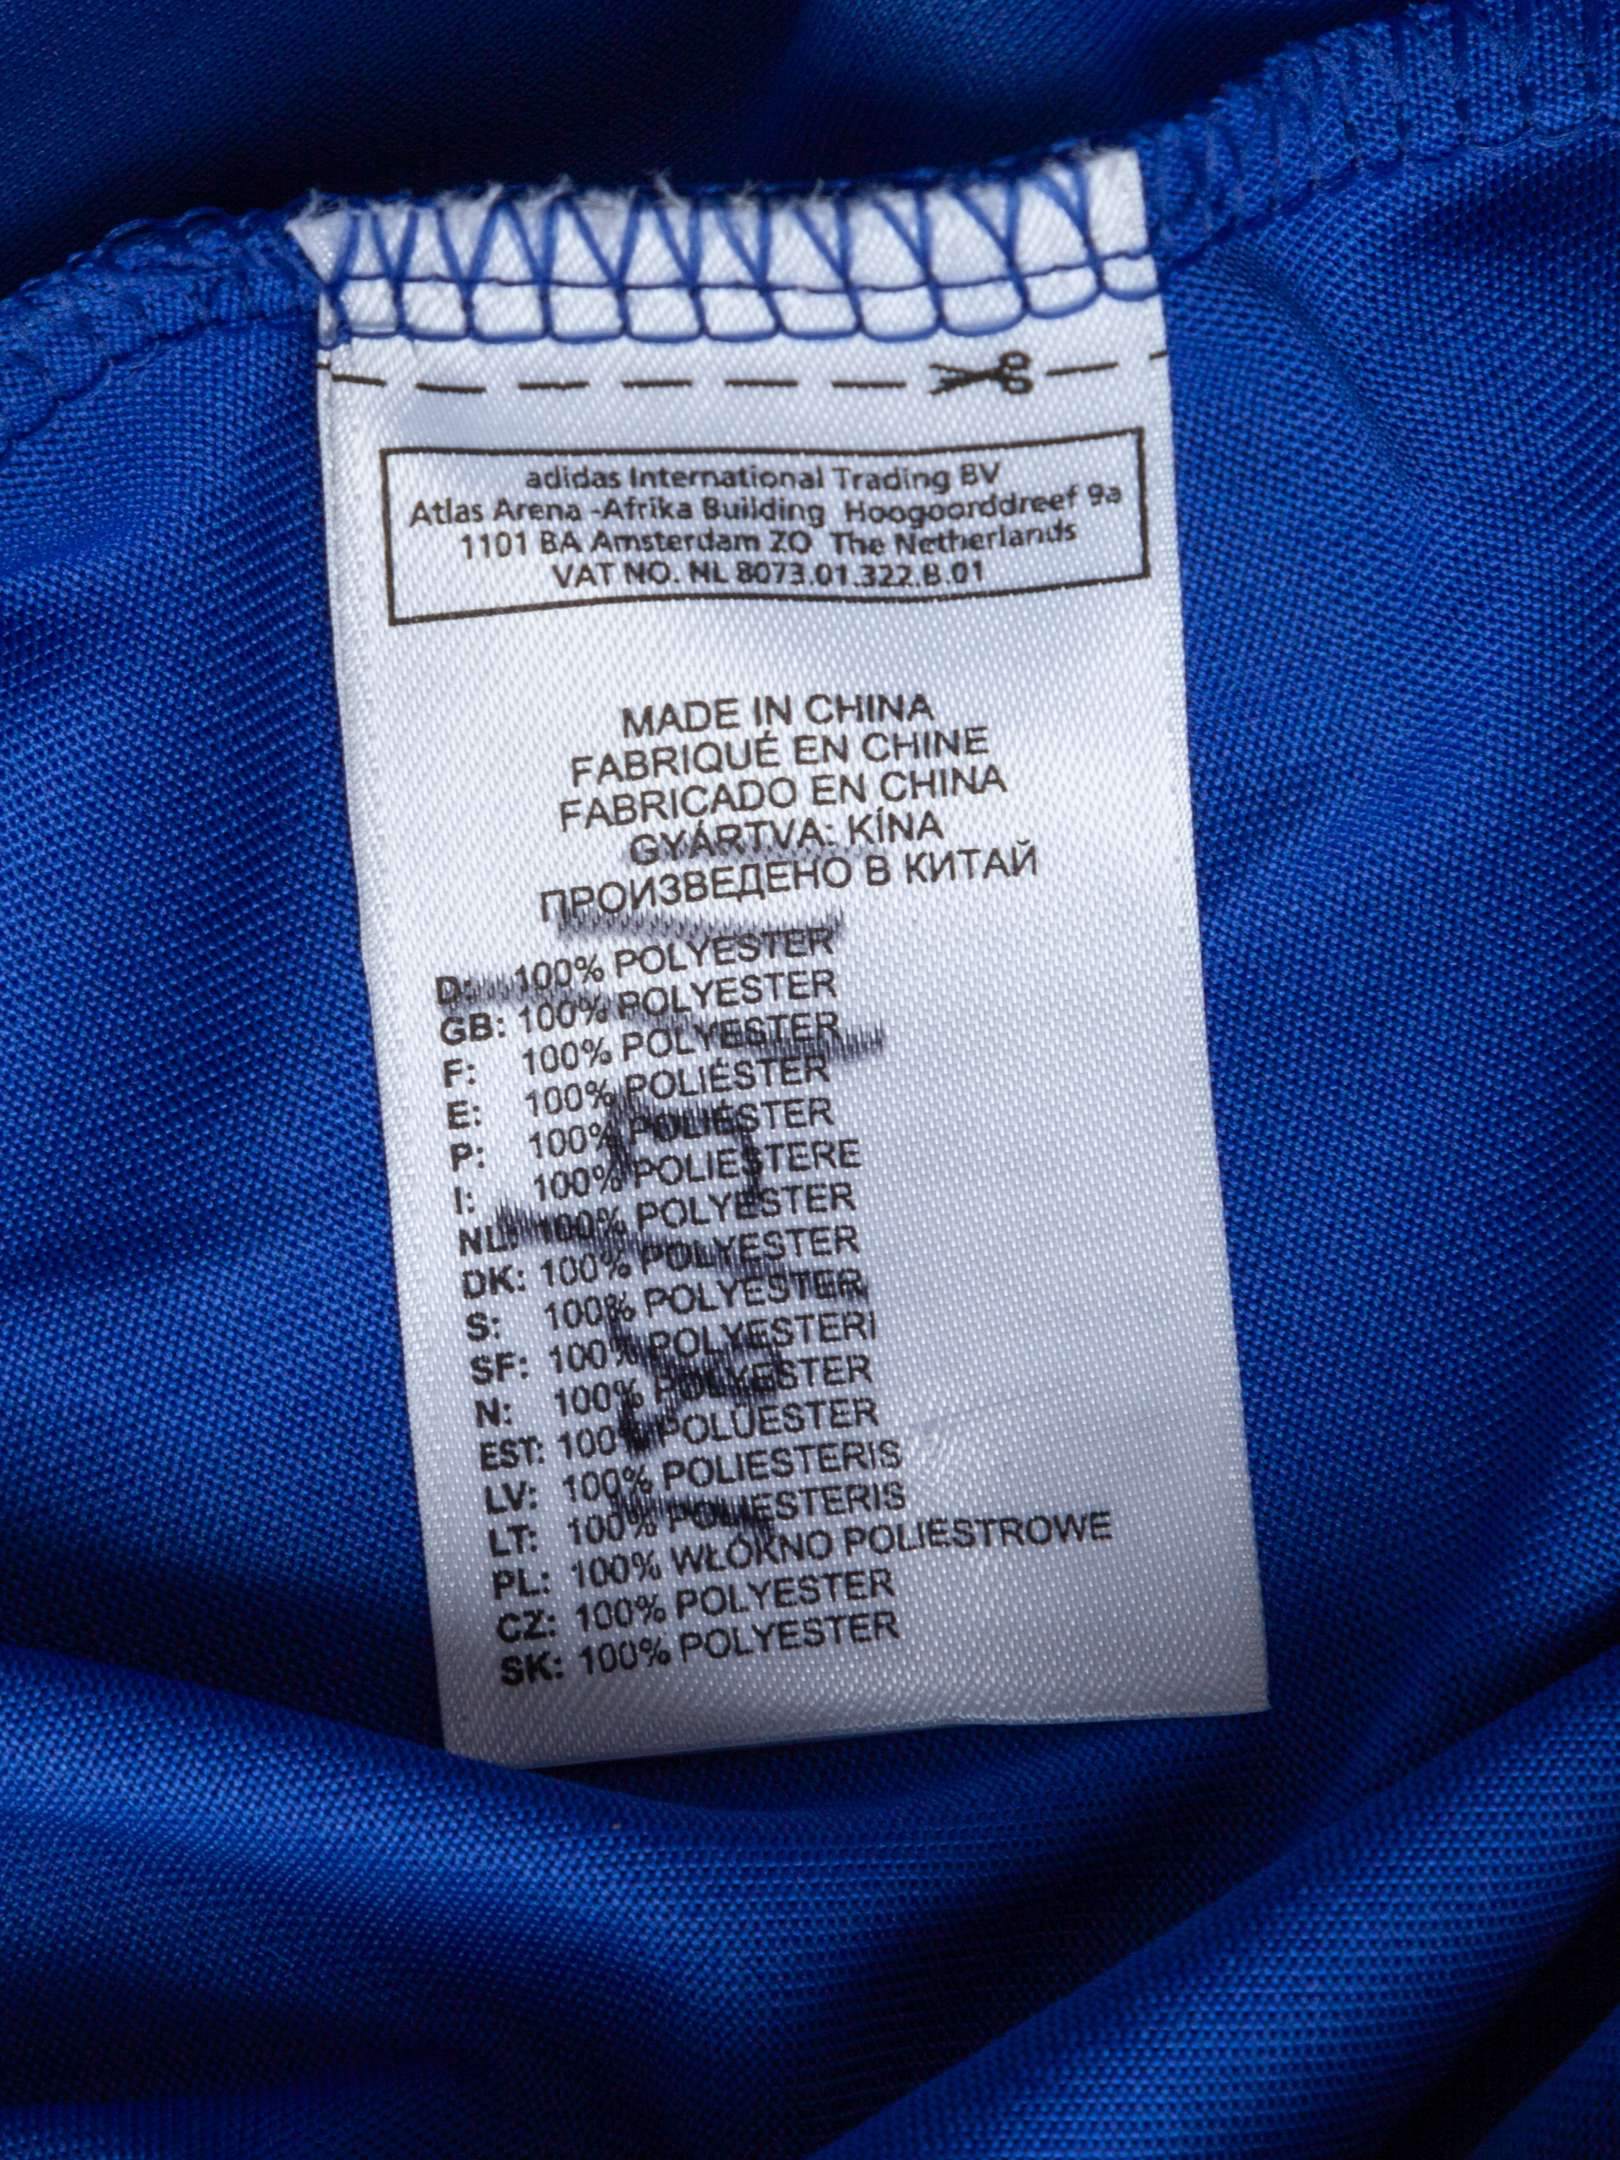 adidas International Trading BV
Atlas Arena -Afrika Building Hoogoorddreef 9a
1101 BA Amsterdam ZO The Netherlands
VAT NO. NL 8073.01.322.B.01
MADE IN CHINA
FABRIQUÉ EN CHINE
FABRICADO EN CHINA
GYÁRTVA: KÍNA
ПРОИЗВЕДЕНО В КИТАЙ
D: 100% POLYESTER
GB: 100% POLYESTER
F: 100% POLYESTER
E: 100% POLIÉSTER
P: 100% POLIÉSTER
I: 100% POLIESTERE
NL: 100% POLYESTER
DK: 100% POLYESTER
S: 100% POLYESTER
SF: 100% POLYESTERI
N: 100% POLYESTER
EST: 100% POLÜESTER
LV: 100% POLIESTERIS
LT: 100% POLIESTERIS
PL: 100% WŁÓKNO POLIESTROWE
CZ: 100% POLYESTER
SK: 100% POLYESTER